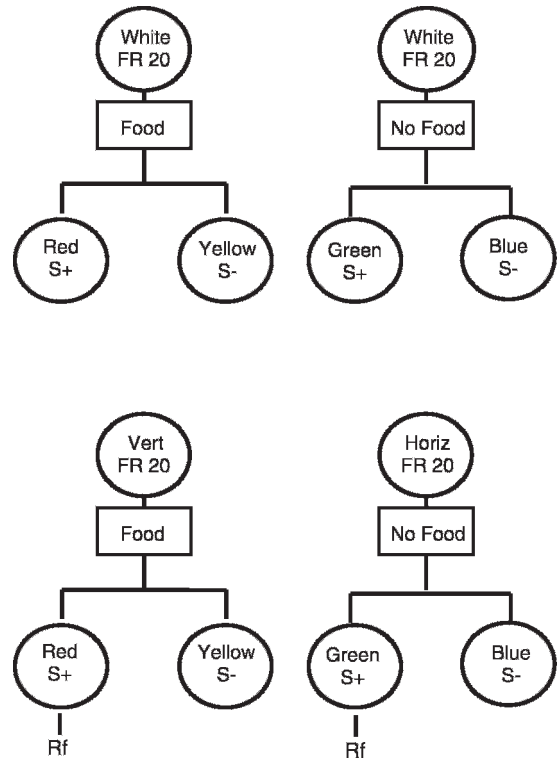 White
FR 20
White
FR 20
Food
No Food
Red
S+
Yellow
S-
Green
S+
Blue
S-
Vert
FR 20
Horiz
FR 20
Food
No Food
Red
S+
Yellow
S-
Green
S+
Blue
S-
Rf
Rf